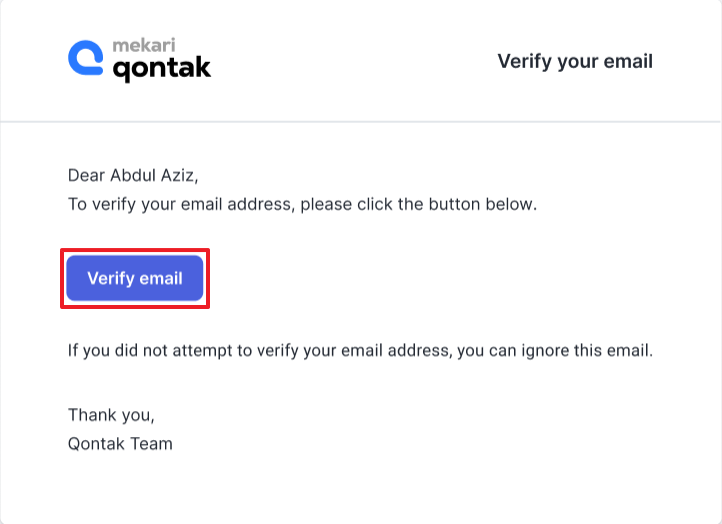 mekari
qontak
Verify your email
Dear Abdul Aziz,
To verify your email address, please click the button below.
Verify email
If you did not attempt to verify your email address, you can ignore this email.
Thank you,
Qontak Team